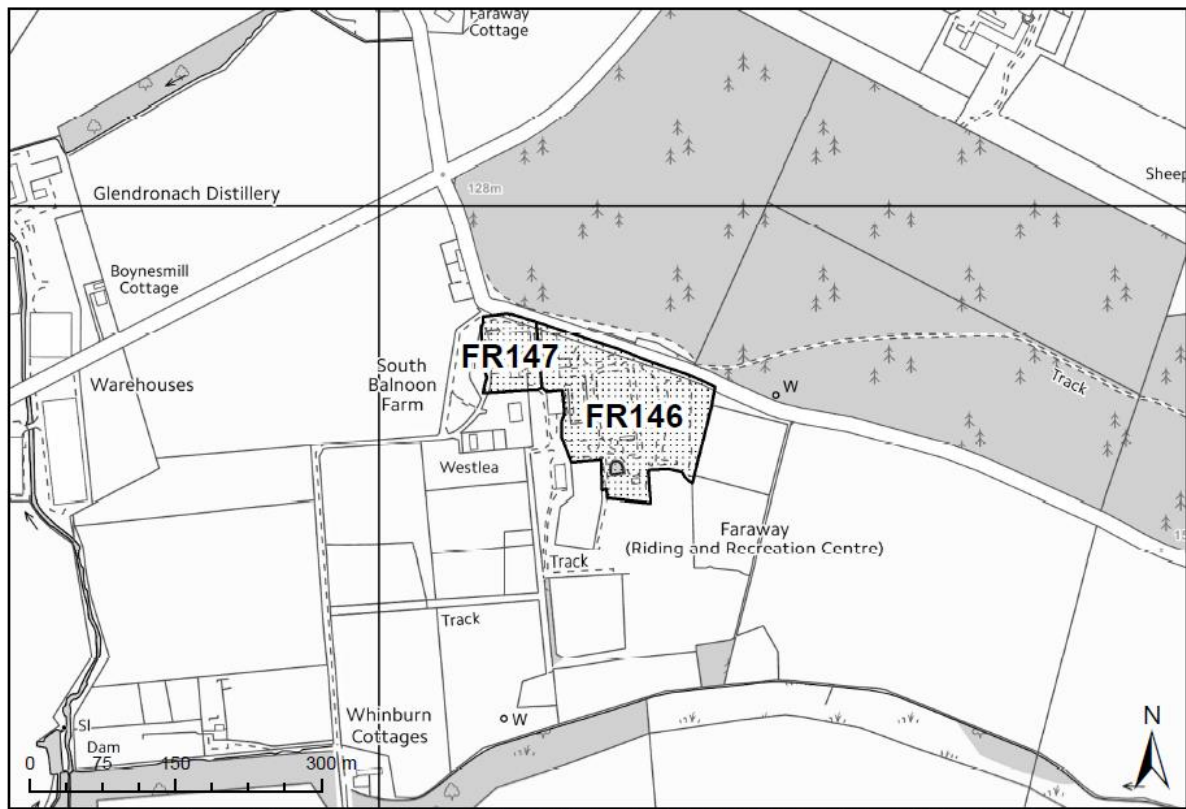 Faraway
Cottage
Sheep
128m
Glendronach Distillery
Boynesmill
Cottage
FR147
South
Balnoon
Farm
Warehouses
W
Track
FR146
Westlea
Faraway
(Riding and Recreation Centre)
Track
Track
Whinburn
Cottages
W
Sl
Dam
N
0 75 150 300 m